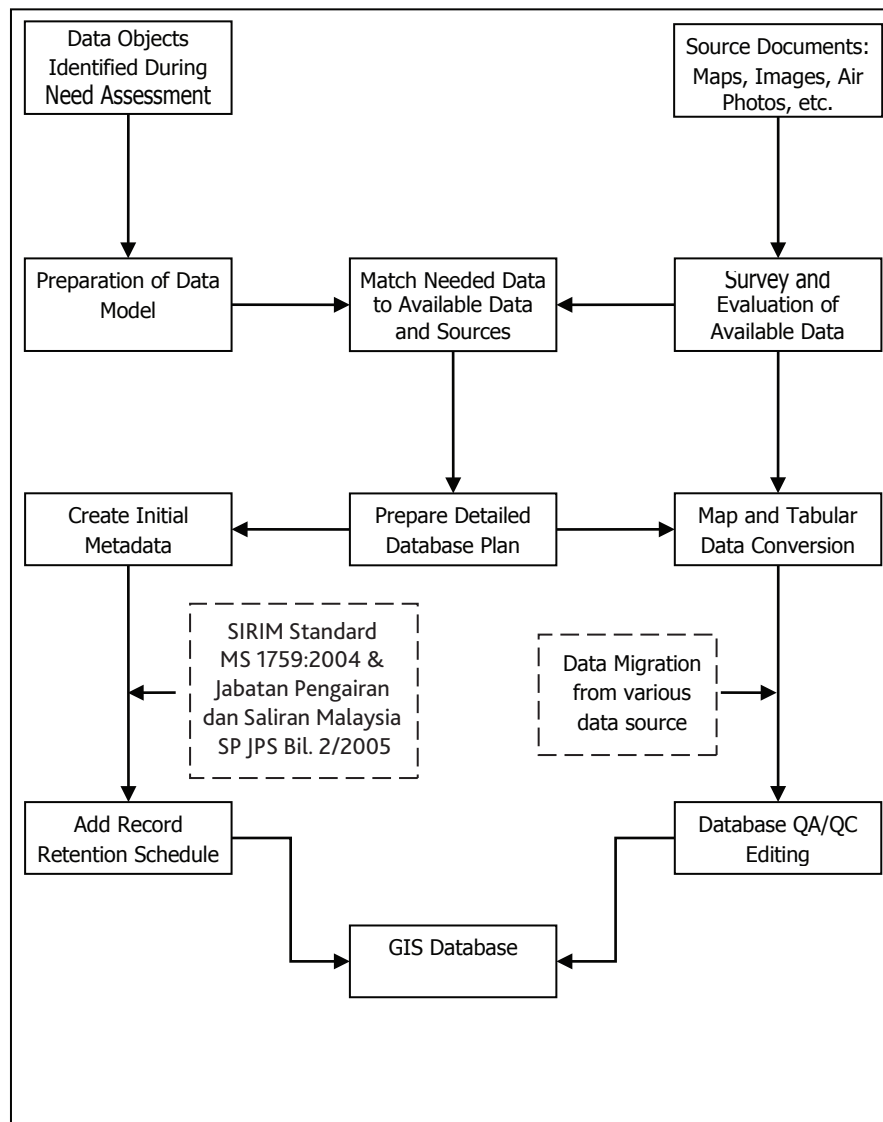 Data Objects
Identified During
Need Assessment
Source Documents:
Maps, Images, Air
Photos, etc.
Preparation of Data
Model
Match Needed Data
to Available Data
and Sources
Survey and
Evaluation of
Available Data
Create Initial
Metadata
Prepare Detailed
Database Plan
Map and Tabular
Data Conversion
SIRIM Standard
MS 1759:2004 &
Jabatan Pengairan
dan Saliran Malaysia
SP JPS Bil. 2/2005
Data Migration
from various
data source
Add Record
Retention Schedule
Database QA/QC
Editing
GIS Database